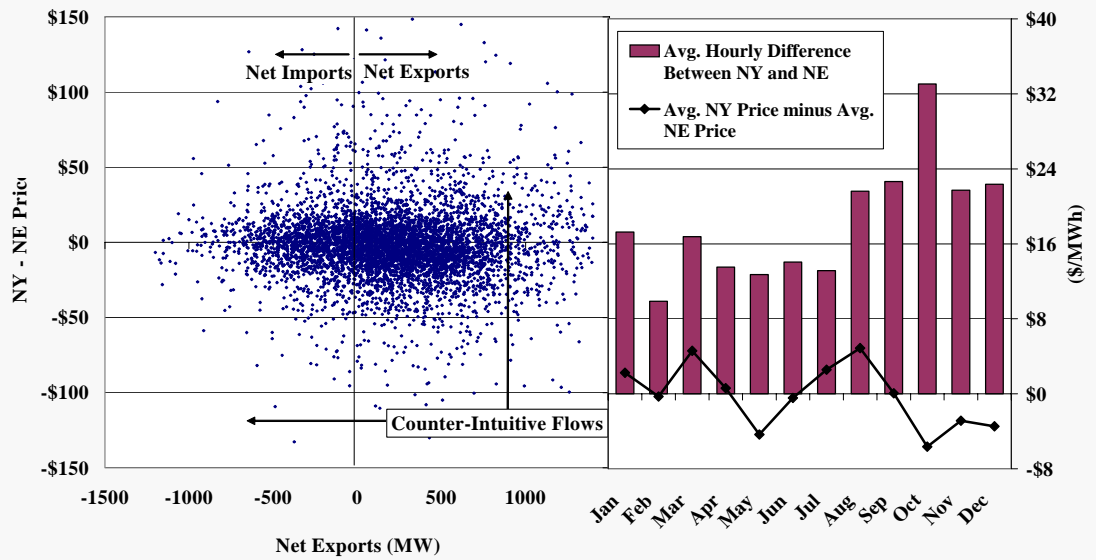 $150
$100
$50
$0
-$50
-$100
-$150
NY - NE Price
Net Imports
Net Exports
Counter-Intuitive Flows
-1500
-1000
-500
0
500
1000
Net Exports (MW)
Avg. Hourly Difference
Between NY and NE
Avg. NY Price minus Avg.
NE Price
$40
$32
$24
$16
$8
$0
-$8
($/MWh)
Jan
Feb
Mar
Apr
May
Jun
Jul
Aug
Sep
Oct
Nov
Dec